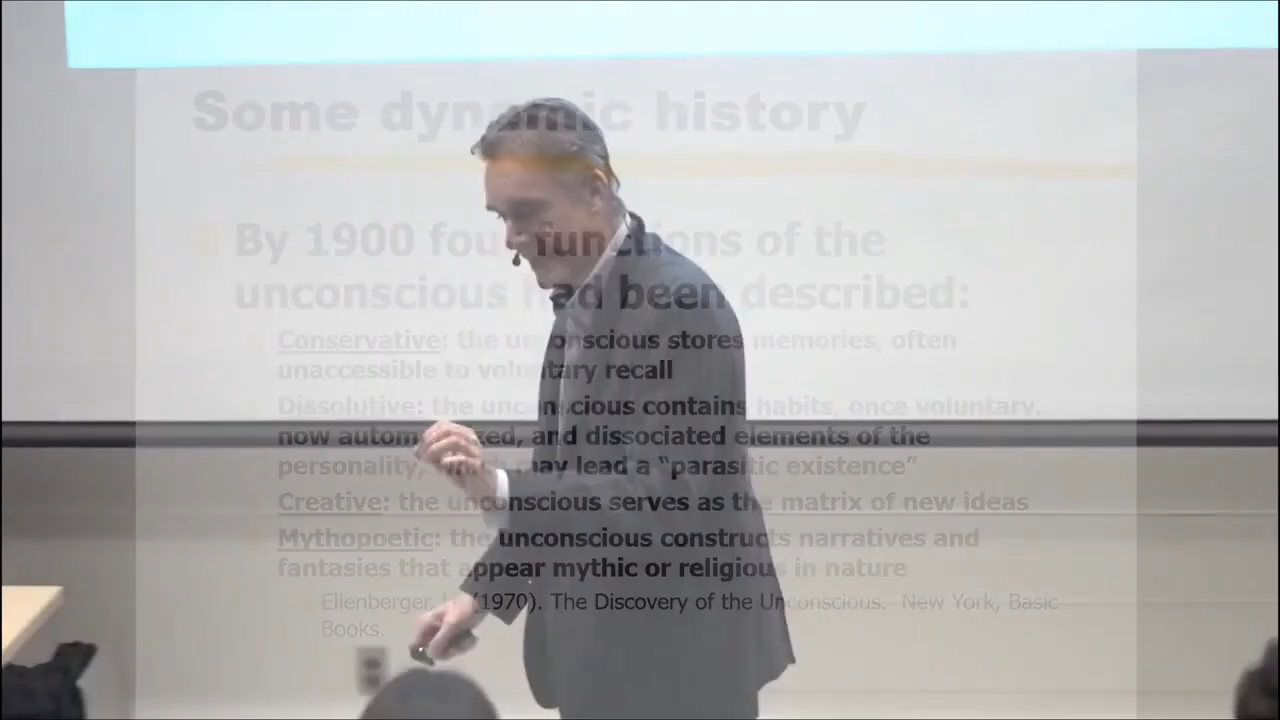 Some dynamic history
By 1900 four functions of the
unconscious had been described:
Conservative: the unconscious stores memories, often
unaccessible to voluntary recall
Dissolutive: the unconscious contains habits, once voluntary,
now automatized, and dissociated elements of the
personality, which may lead a “parasitic existence”
Creative: the unconscious serves as the matrix of new ideas
Mythopoetic: the unconscious constructs narratives and
fantasies that appear mythic or religious in nature
Ellenberger, (1970). The Discovery of the Unconscious. New York, Basic
Books.